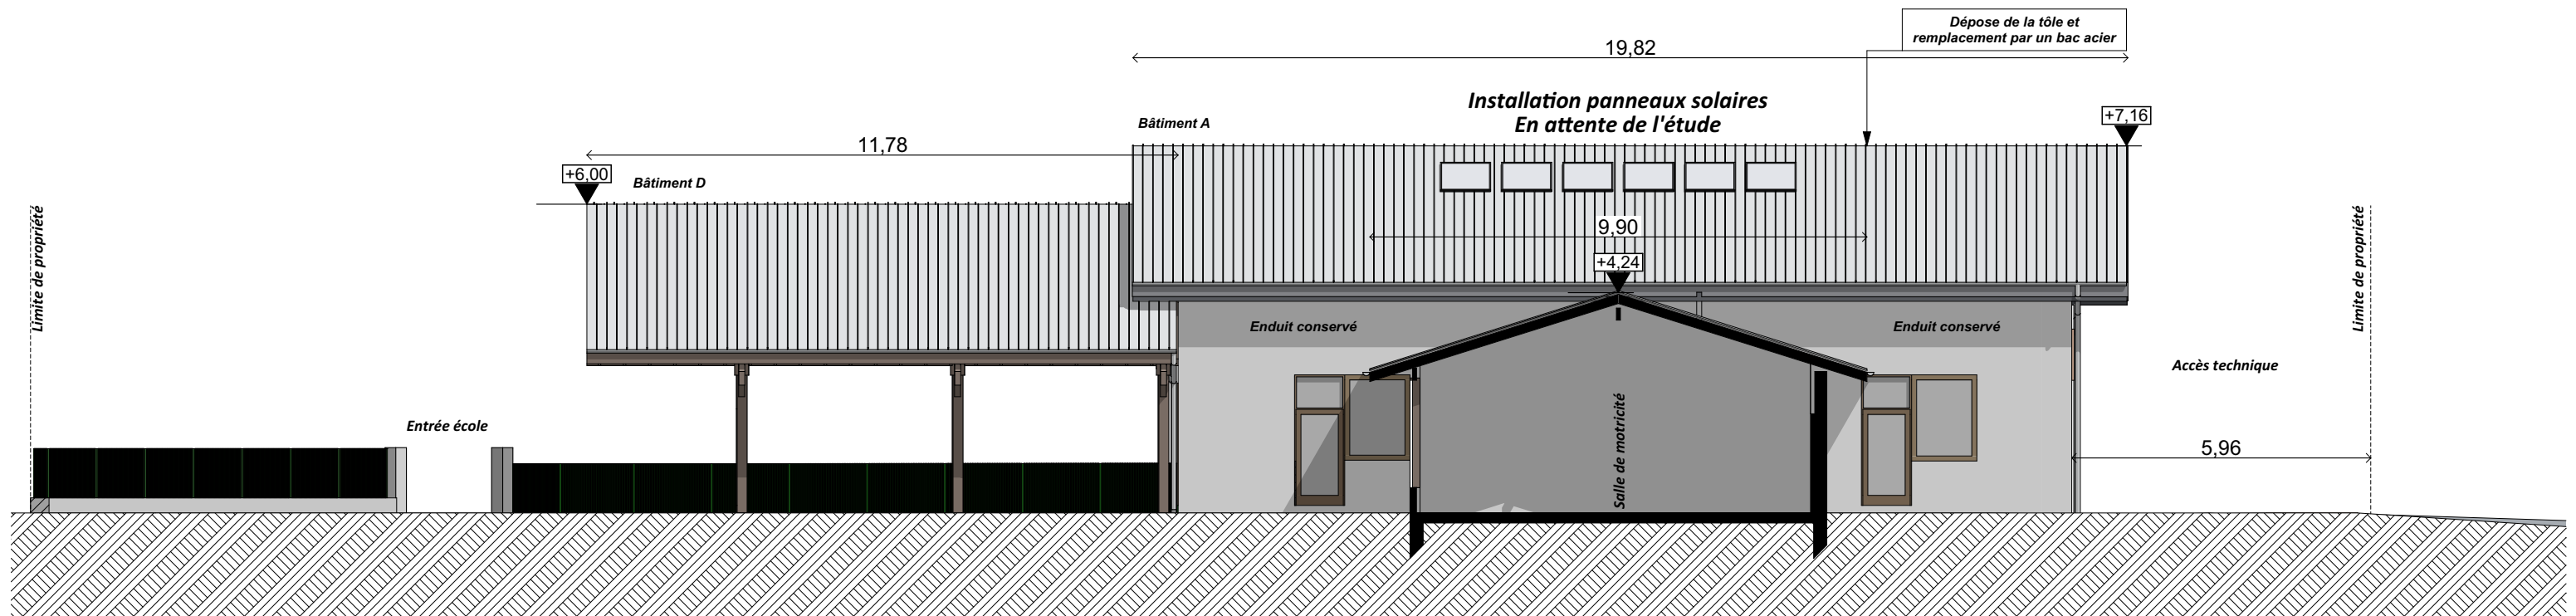 Dépose de la tôle et
remplacement par un bac acier
19,82
Installation panneaux solaires
En attente de l'étude
Bâtiment A
+7,16
11,78
+6,00
Bâtiment D
Limite de propriété
9,90
+4,24
Limite de propriété
Enduit conservé
Enduit conservé
Accès technique
Entrée école
Salle de motricité
5,96